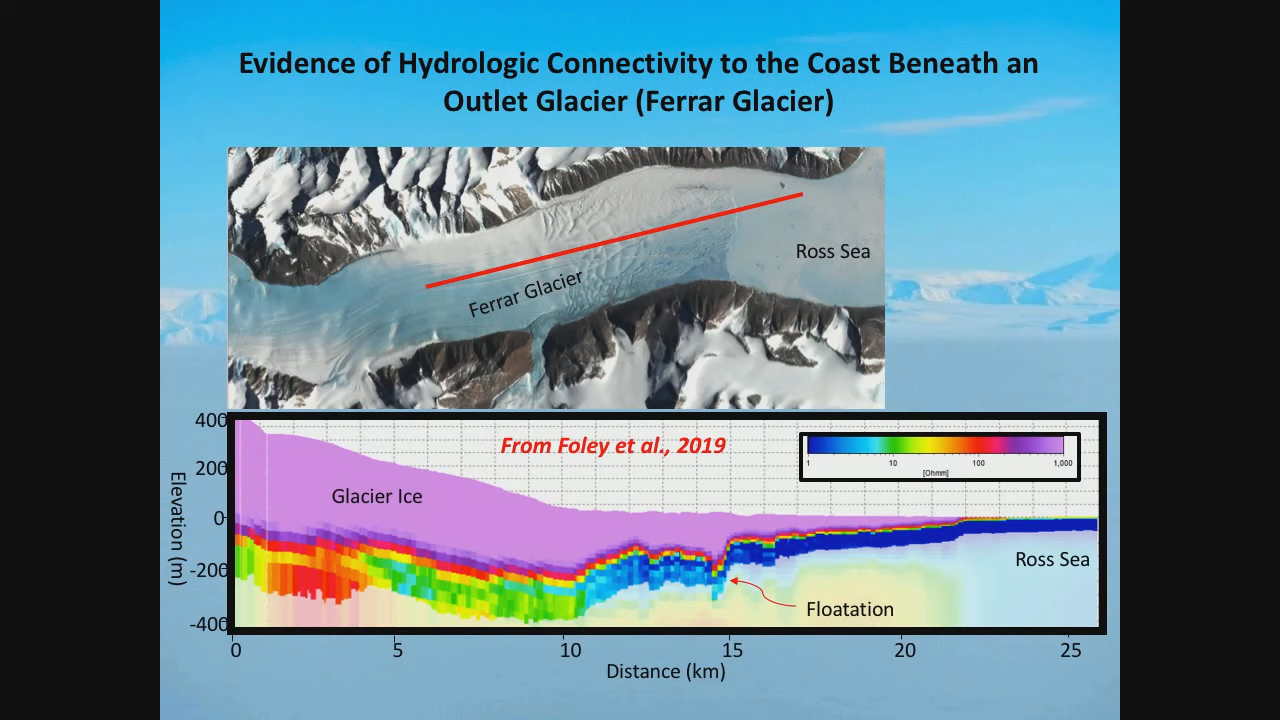 Evidence of Hydrologic Connectivity to the Coast Beneath an
Outlet Glacier (Ferrar Glacier)
Ross Sea
Ferrar Glacier
400
200
0
-200
-400
Elevation (m)
From Foley et al., 2019
1
10
100
1,000
[Ohmm]
Glacier Ice
Ross Sea
Floatation
0
5
10
15
20
25
Distance (km)